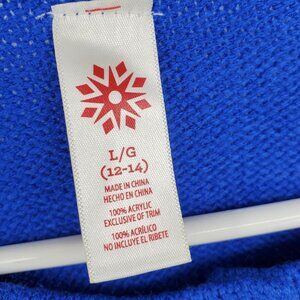 L/G
(12-14)
MADE IN CHINA
HECHO EN CHINA
100% ACRYLIC
EXCLUSIVE OF TRIM
100% ACRÍLICO
NO INCLUYE EL RIBETE